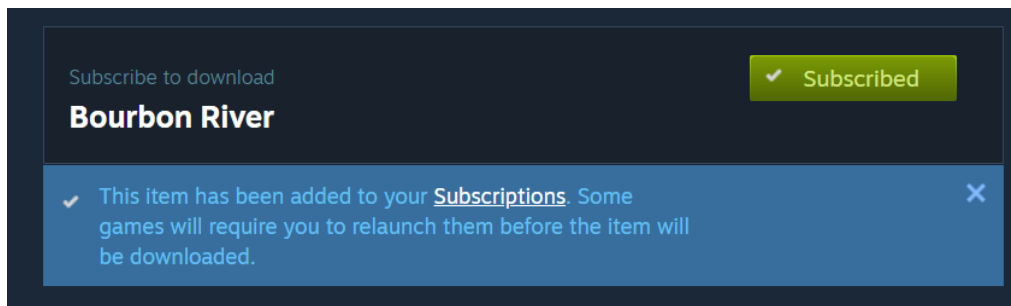 Subscribe to download
Subscribed
Bourbon River
This item has been added to your Subscriptions. Some
games will require you to relaunch them before the item will
be downloaded.